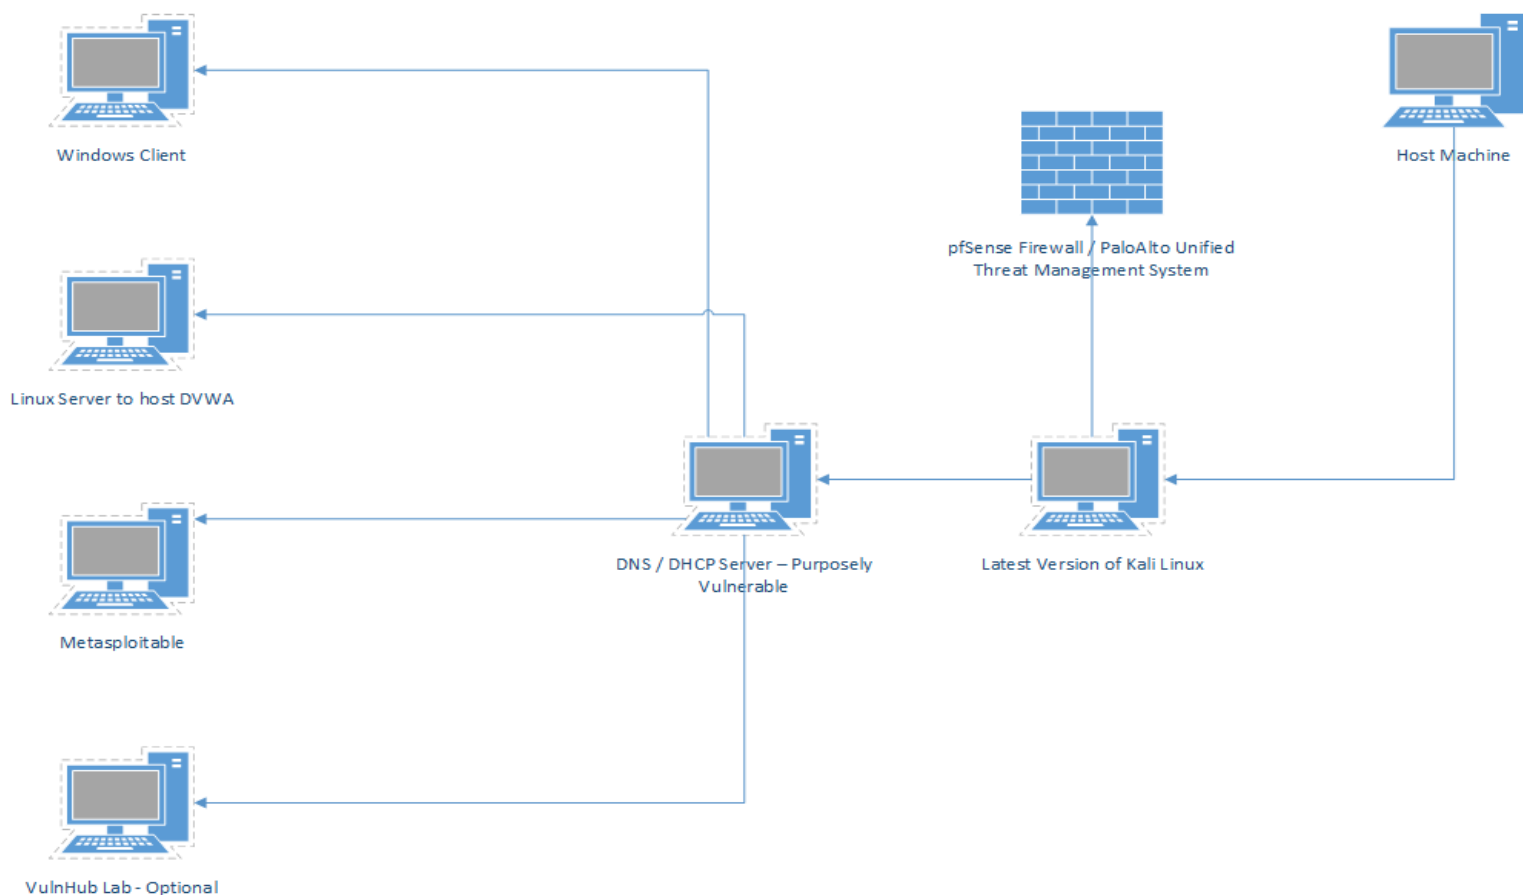 Windows Client
Host Machine
pfSense Firewall / PaloAlto Unified
Threat Management System
Linux Server to host DVWA
DNS / DHCP Server – Purposely
Vulnerable
Latest Version of Kali Linux
Metasploitable
VulnHub Lab - Optional